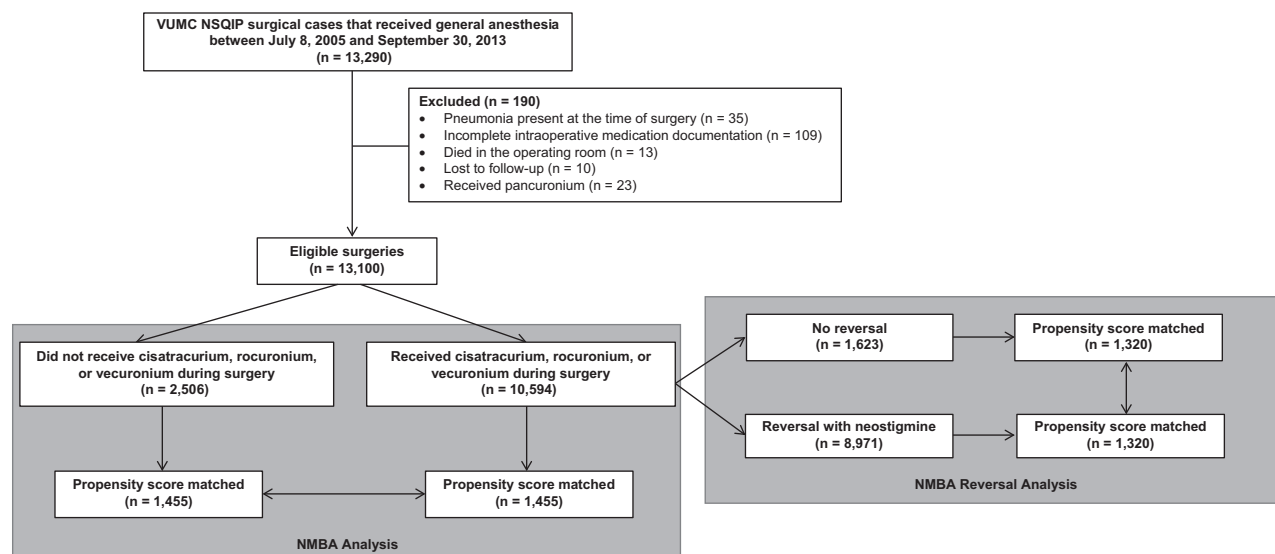 VUMC NSQIP surgical cases that received general anesthesia
between July 8, 2005 and September 30, 2013
(n = 13,290)
Excluded (n = 190)
• Pneumonia present at the time of surgery (n = 35)
• Incomplete intraoperative medication documentation (n = 109)
• Died in the operating room (n = 13)
• Lost to follow-up (n = 10)
• Received pancuronium (n = 23)
Eligible surgeries
(n = 13,100)
Did not receive cisatracurium, rocuronium,
or vecuronium during surgery
(n = 2,506)
Received cisatracurium, rocuronium, or
vecuronium during surgery
(n = 10,594)
Propensity score matched
(n = 1,455)
Propensity score matched
(n = 1,455)
NMBA Analysis
No reversal
(n = 1,623)
Propensity score matched
(n = 1,320)
Reversal with neostigmine
(n = 8,971)
Propensity score matched
(n = 1,320)
NMBA Reversal Analysis